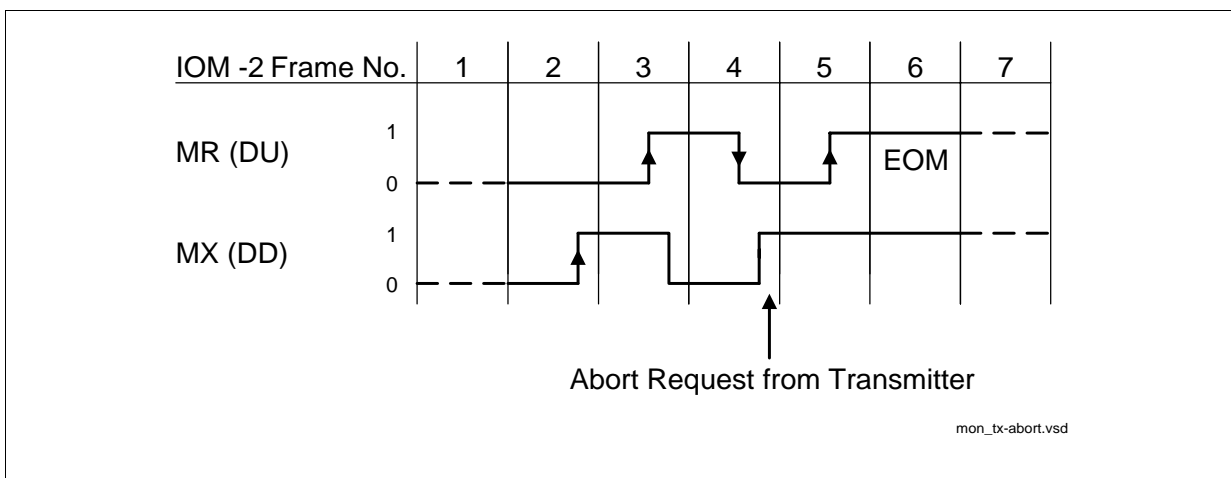 IOM -2 Frame No. 1 2 3 4 5 6 7
1
MR (DU)
EOM
0
1
MX (DD)
0
Abort Request from Transmitter
mon_tx-abort.vsd